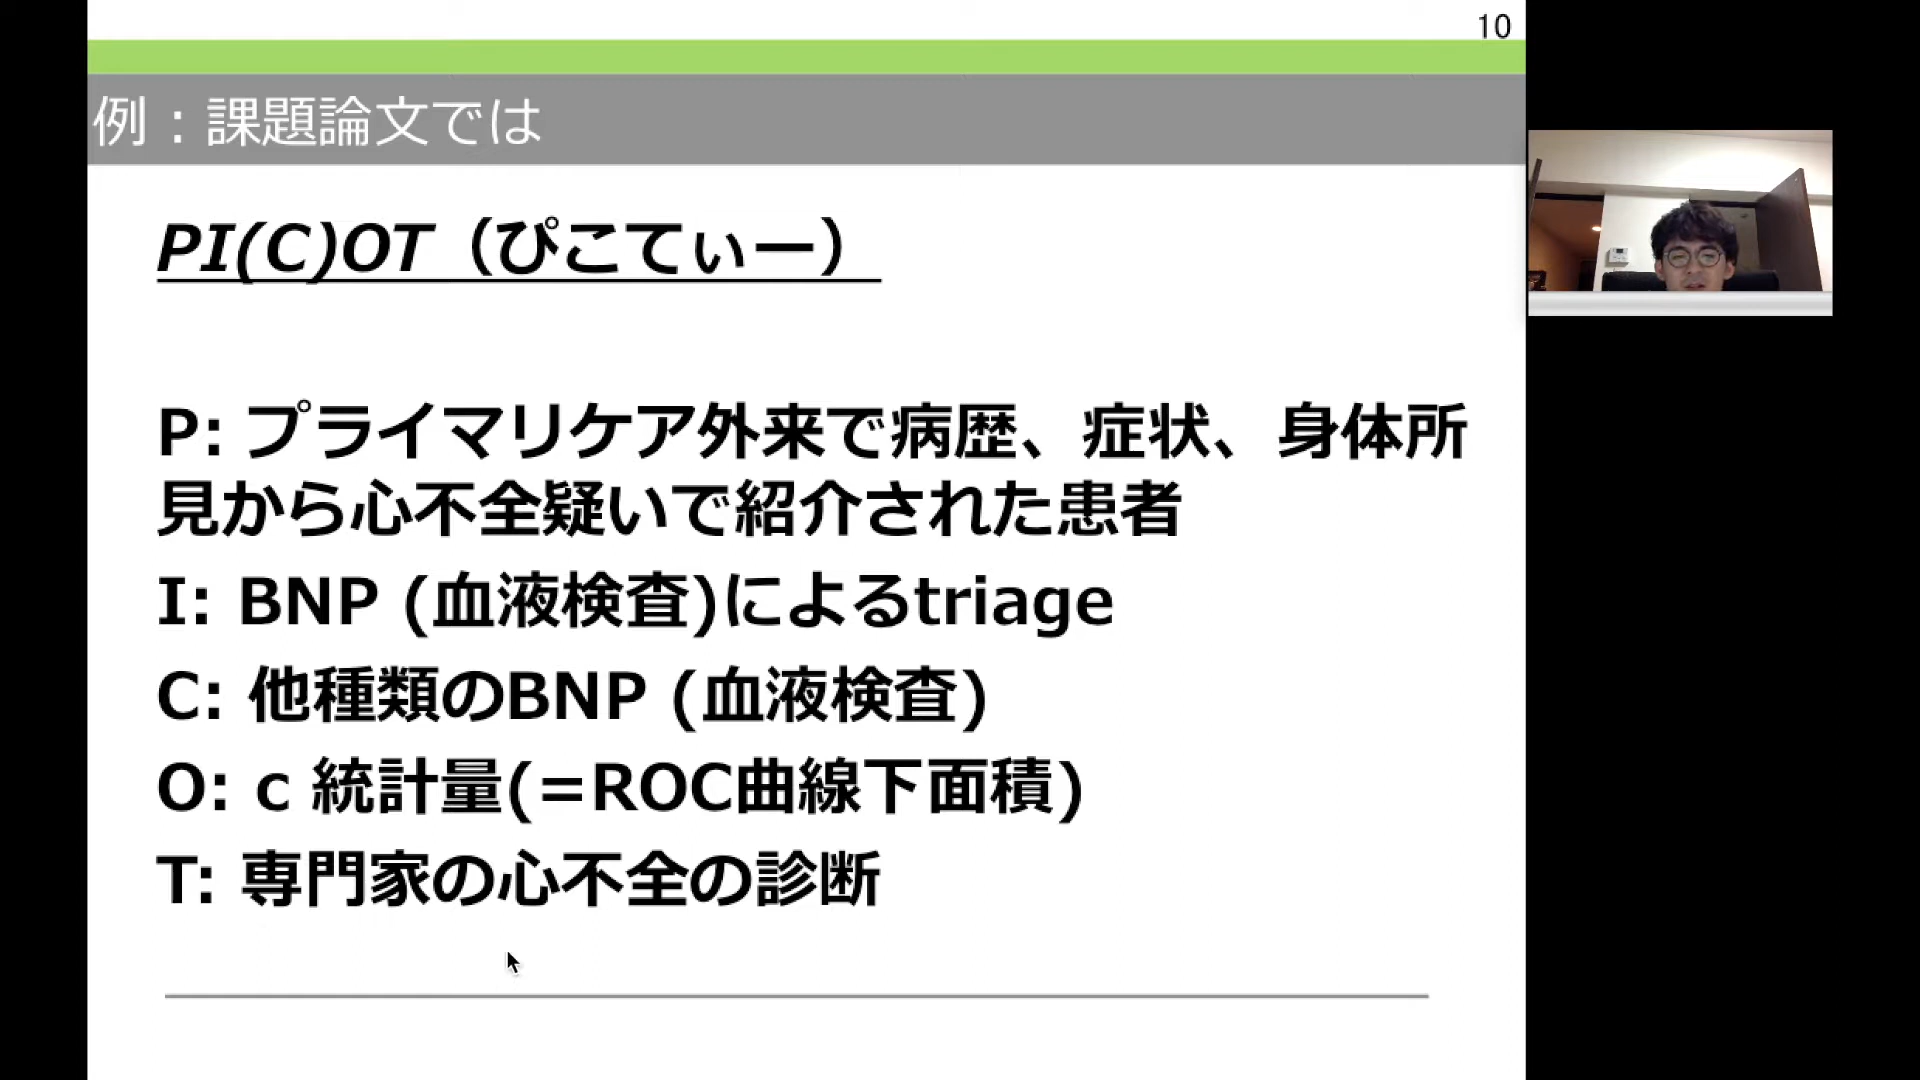 10
例：課題論文では
PI(C)OT（ぴこてぃー）
P: プライマリケア外来で病歴、症状、身体所
見から心不全疑いで紹介された患者
I: BNP (血液検査)によるtriage
C: 他種類のBNP (血液検査)
O: c 統計量(=ROC曲線下面積)
T: 専門家の心不全の診断